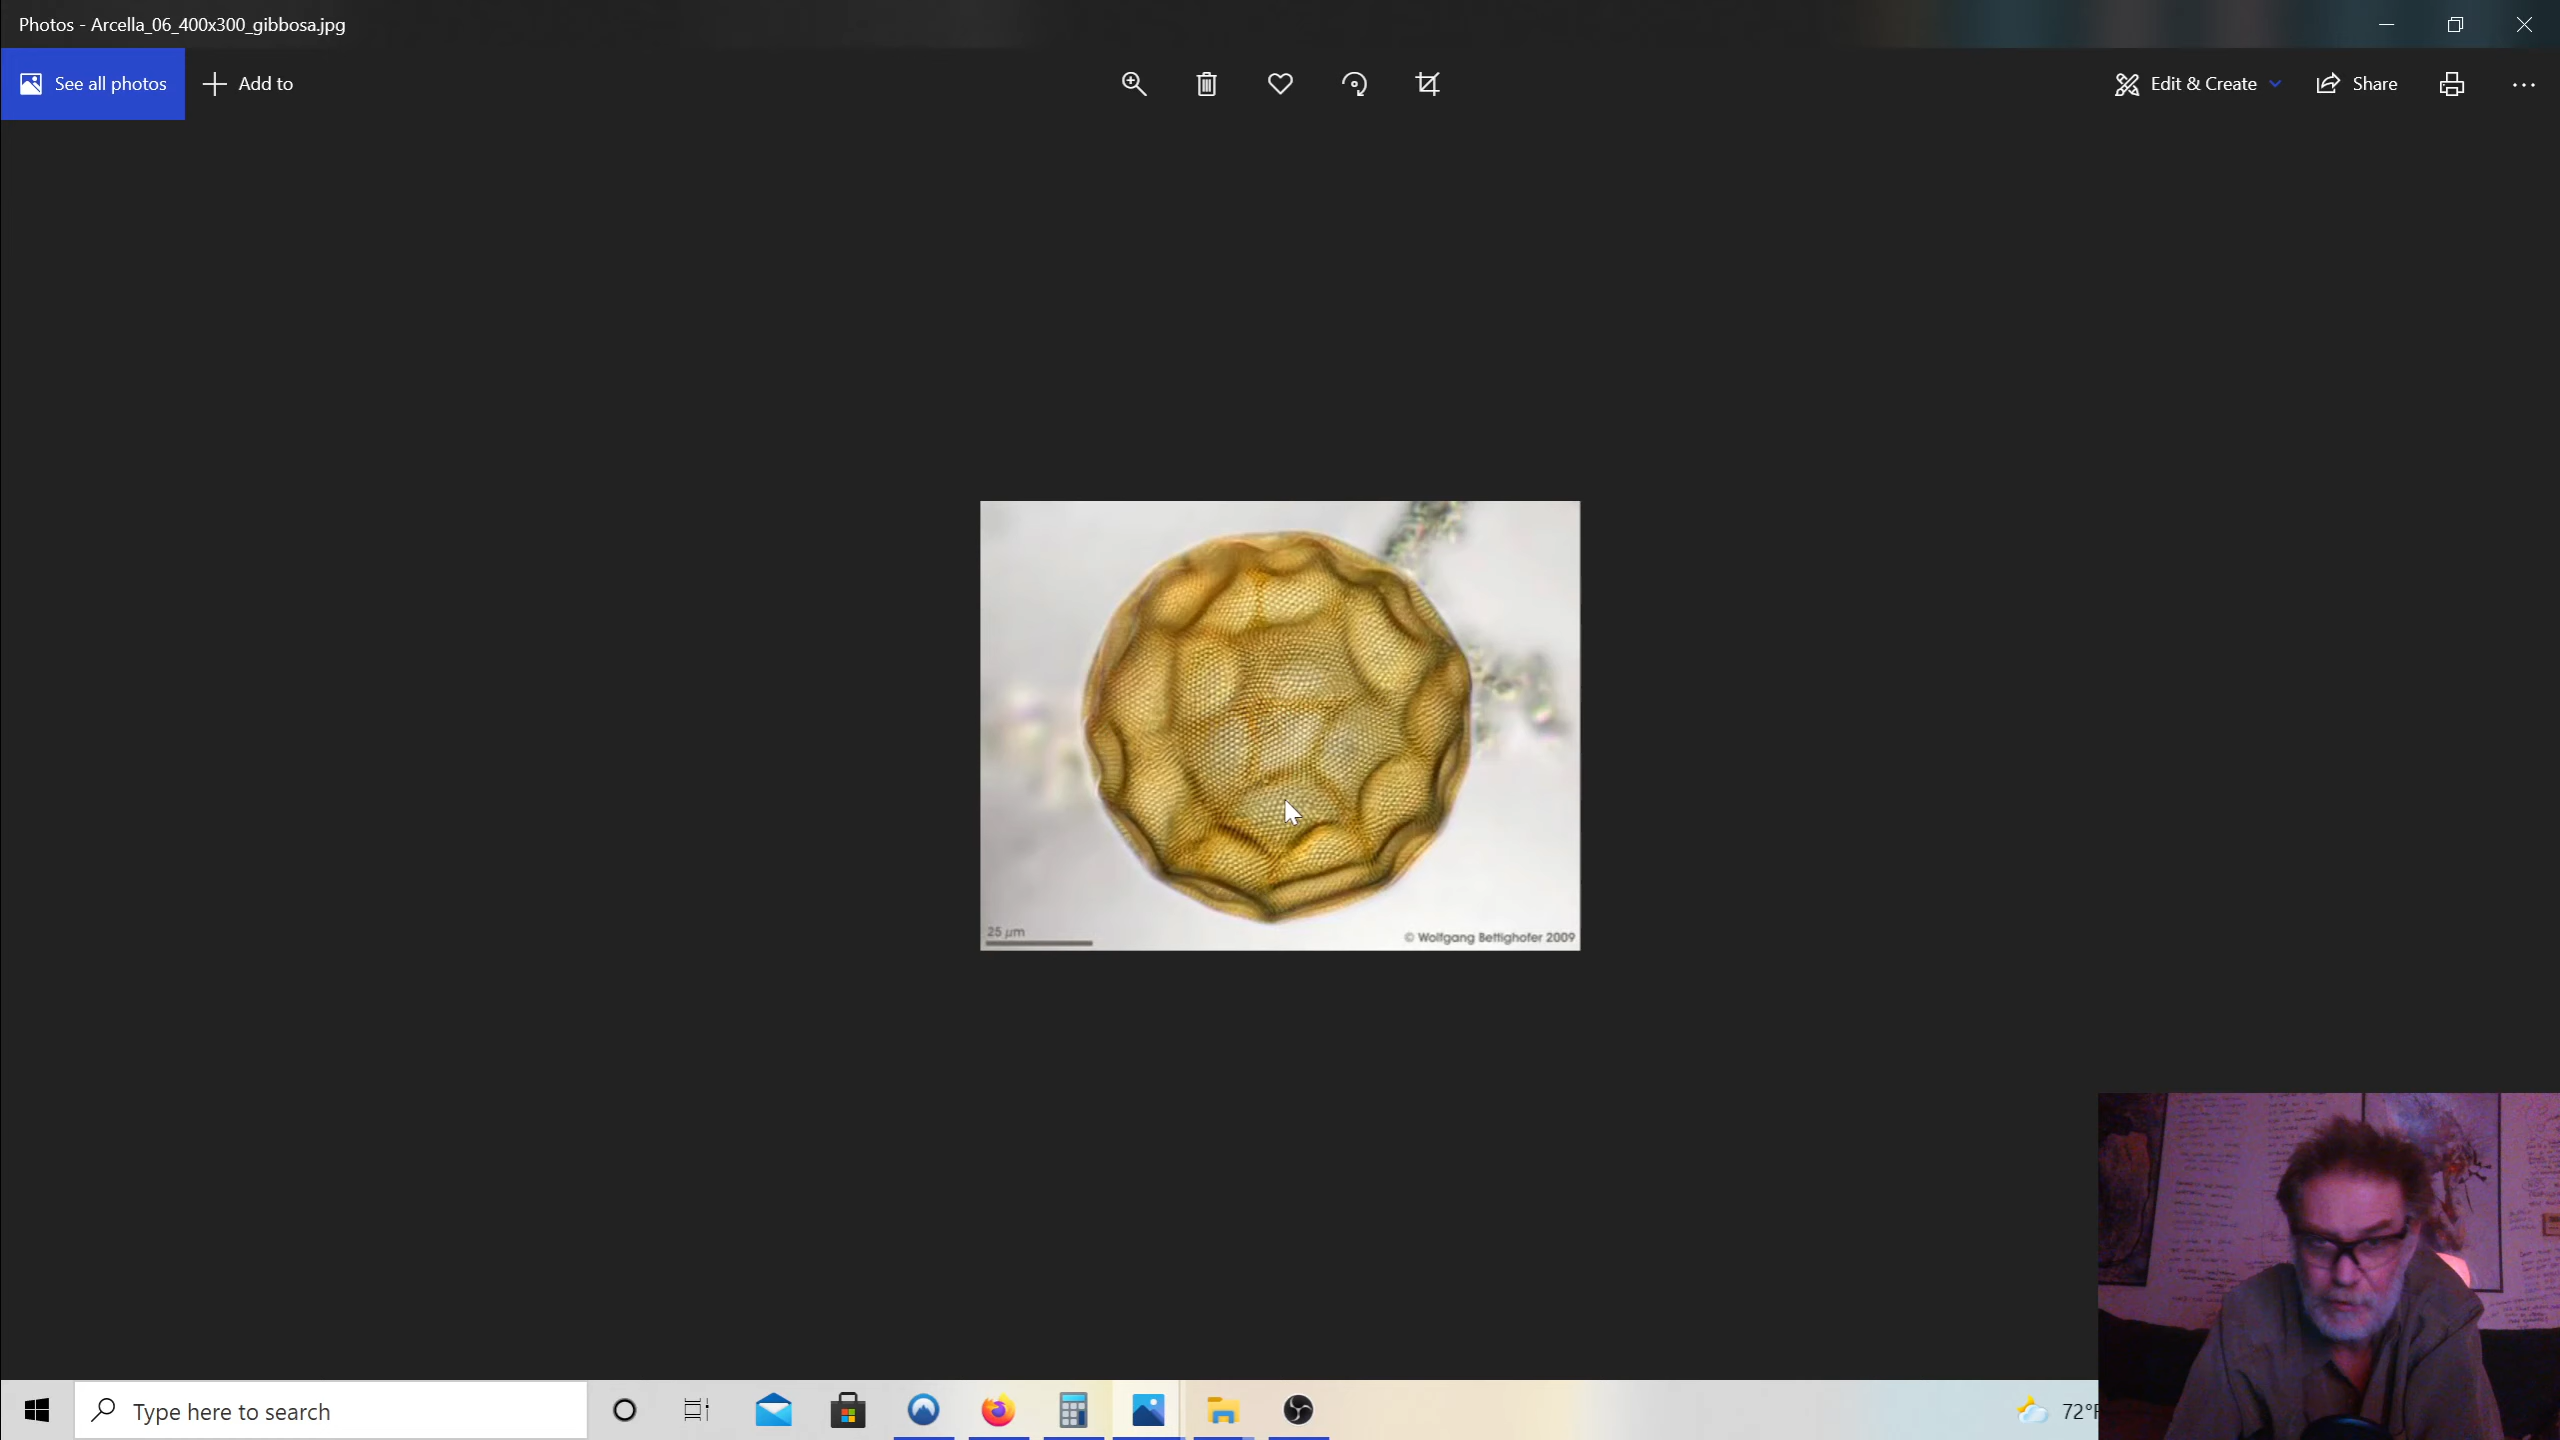 Photos - Arcella_06_400x300_gibbosa.jpg
See all photos
Add to
Edit & Create
Share
25 µm
© Wolfgang Bettighofer 2009
Type here to search
72°F